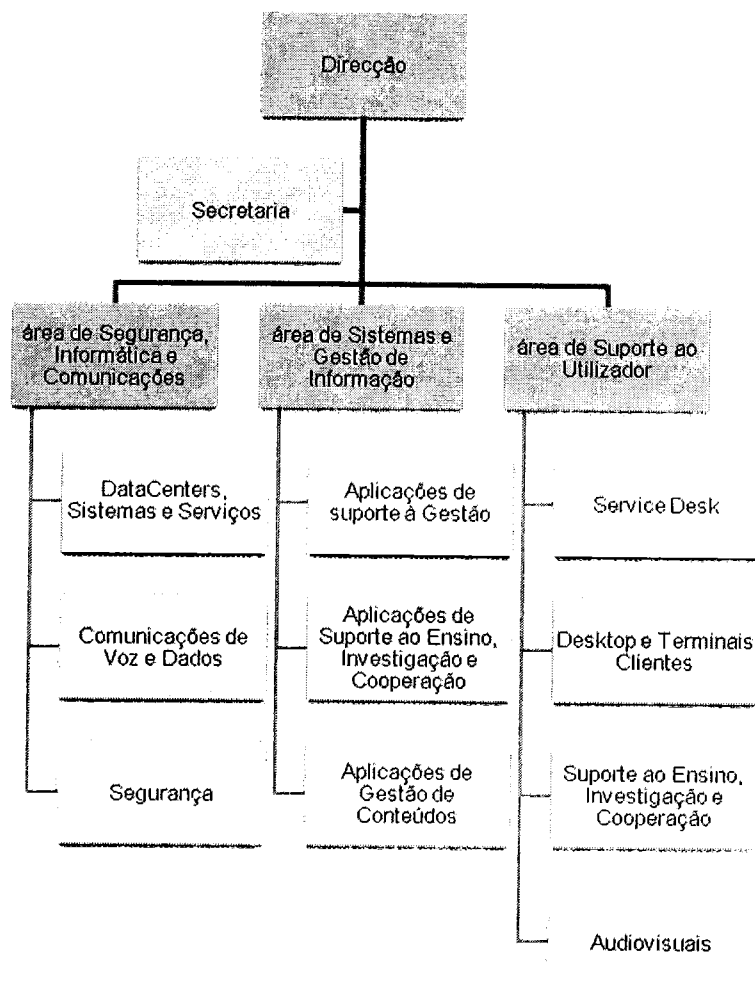 Direcção
Secretaria
área de Segurança,
Informática e
Comunicações
área de Sistemas e
Gestão de
Informação
área de Suporte ao
Utilizador
DataCenters,
Sistemas e Serviços
Aplicações de
suporte à Gestão
Service Desk
Comunicações de
Voz e Dados
Aplicações de
Suporte ao Ensino,
Investigação e
Cooperação
Desktop e Terminais
Clientes
Segurança
Aplicações de
Gestão de
Conteúdos
Suporte ao Ensino,
Investigação e
Cooperação
Audiovisuais